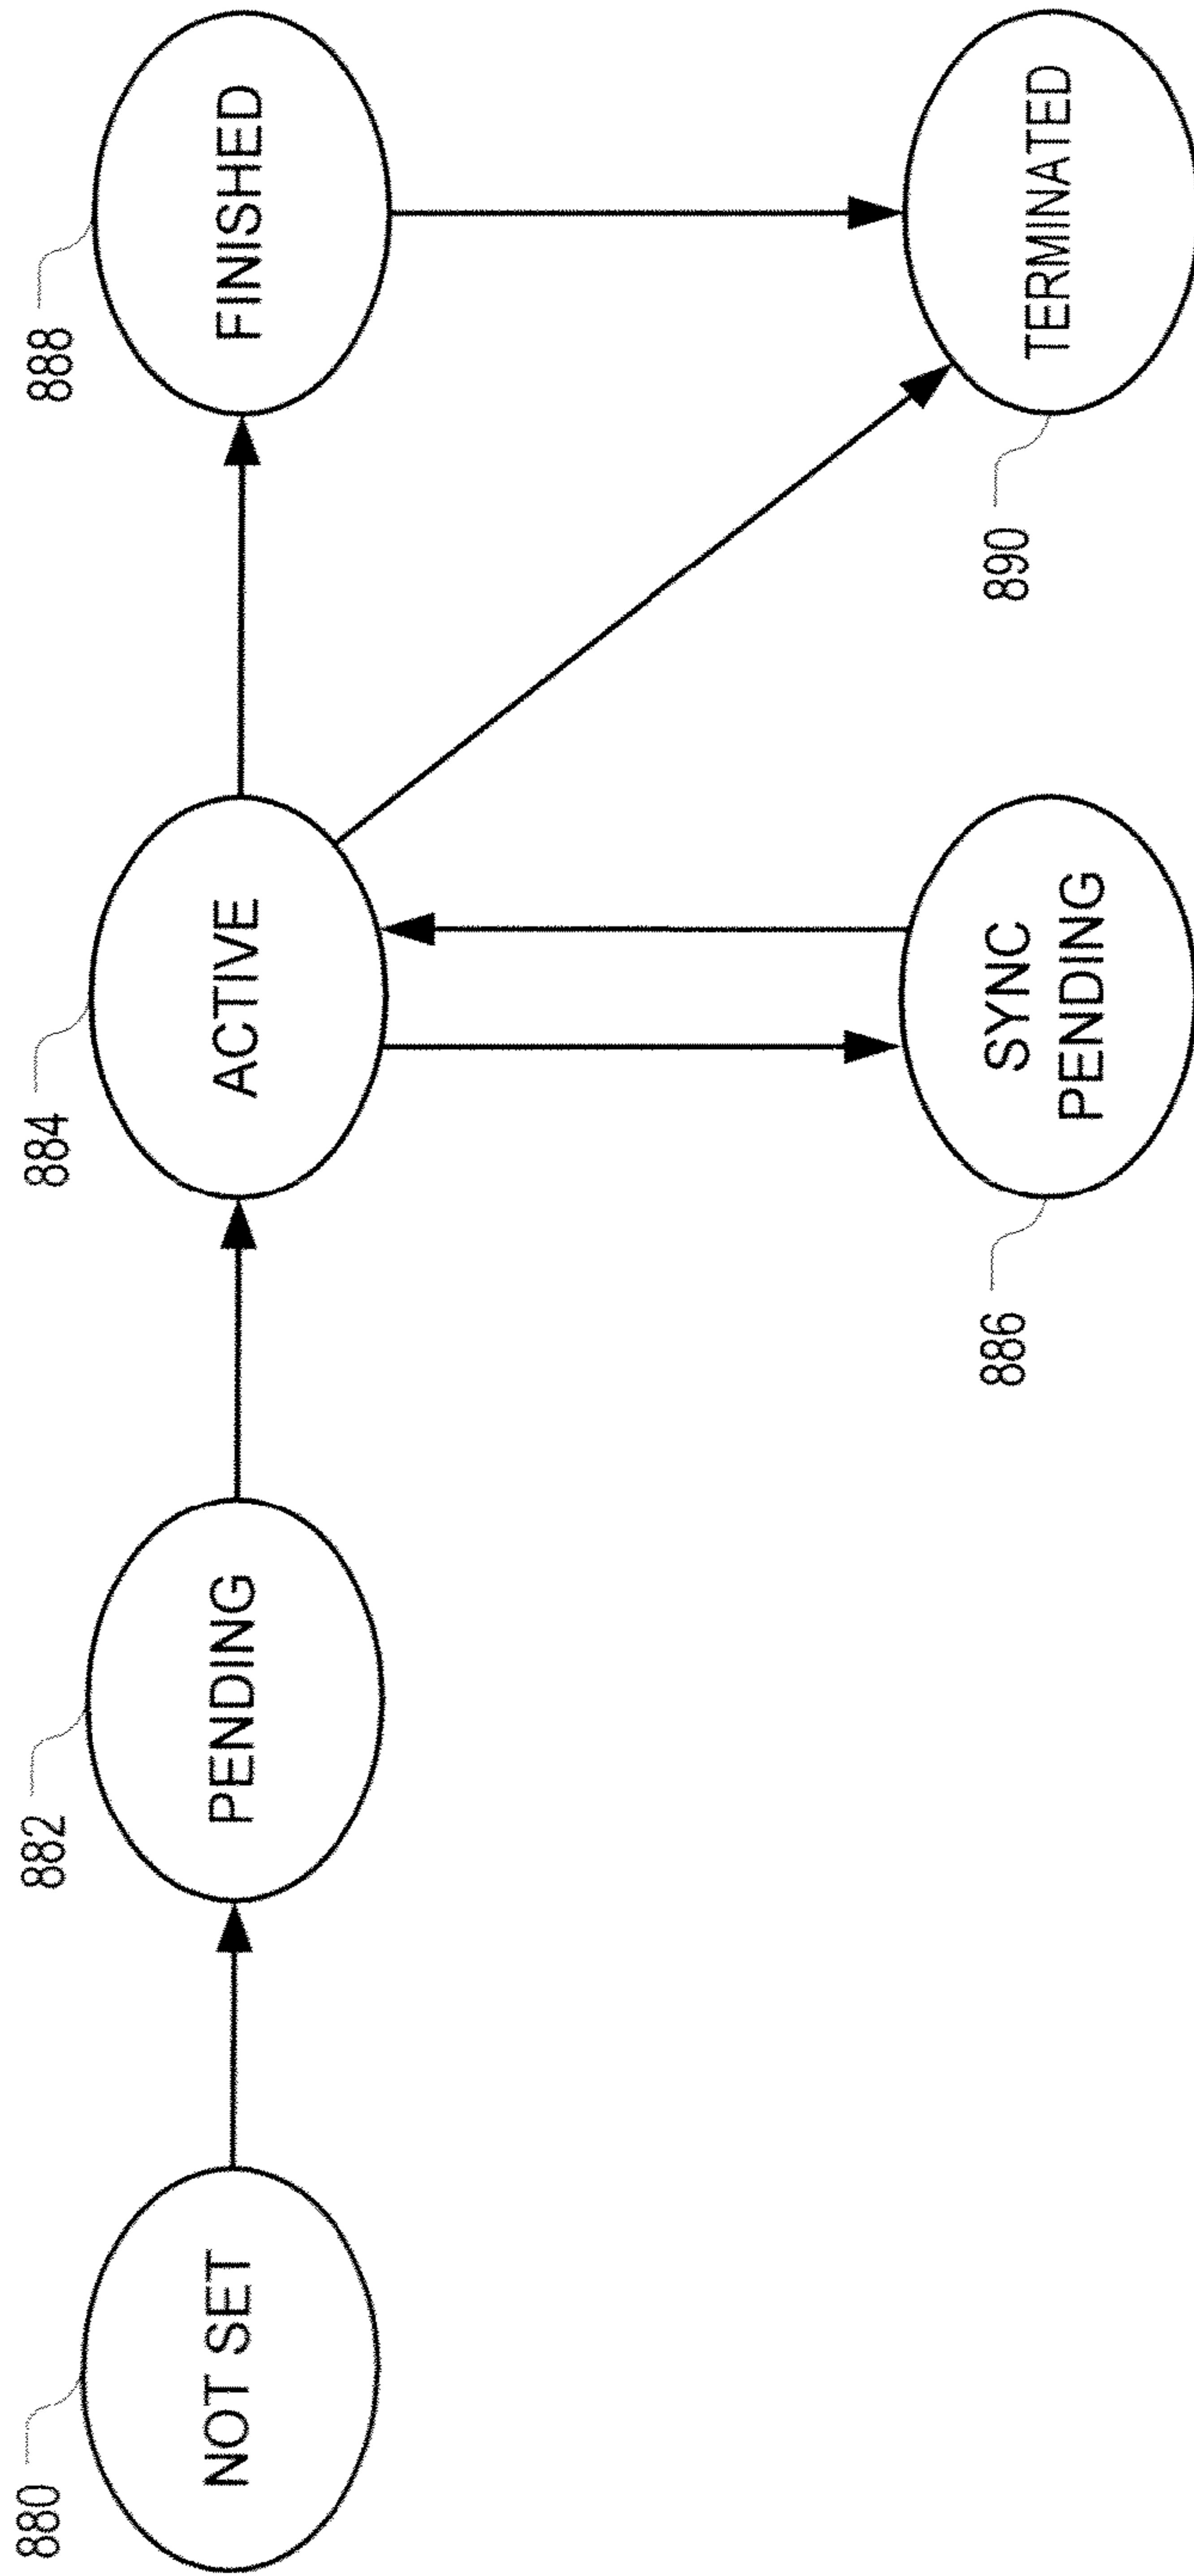 880
NOT SET
882
PENDING
884
ACTIVE
888
FINISHED
886
SYNC
PENDING
890
TERMINATED